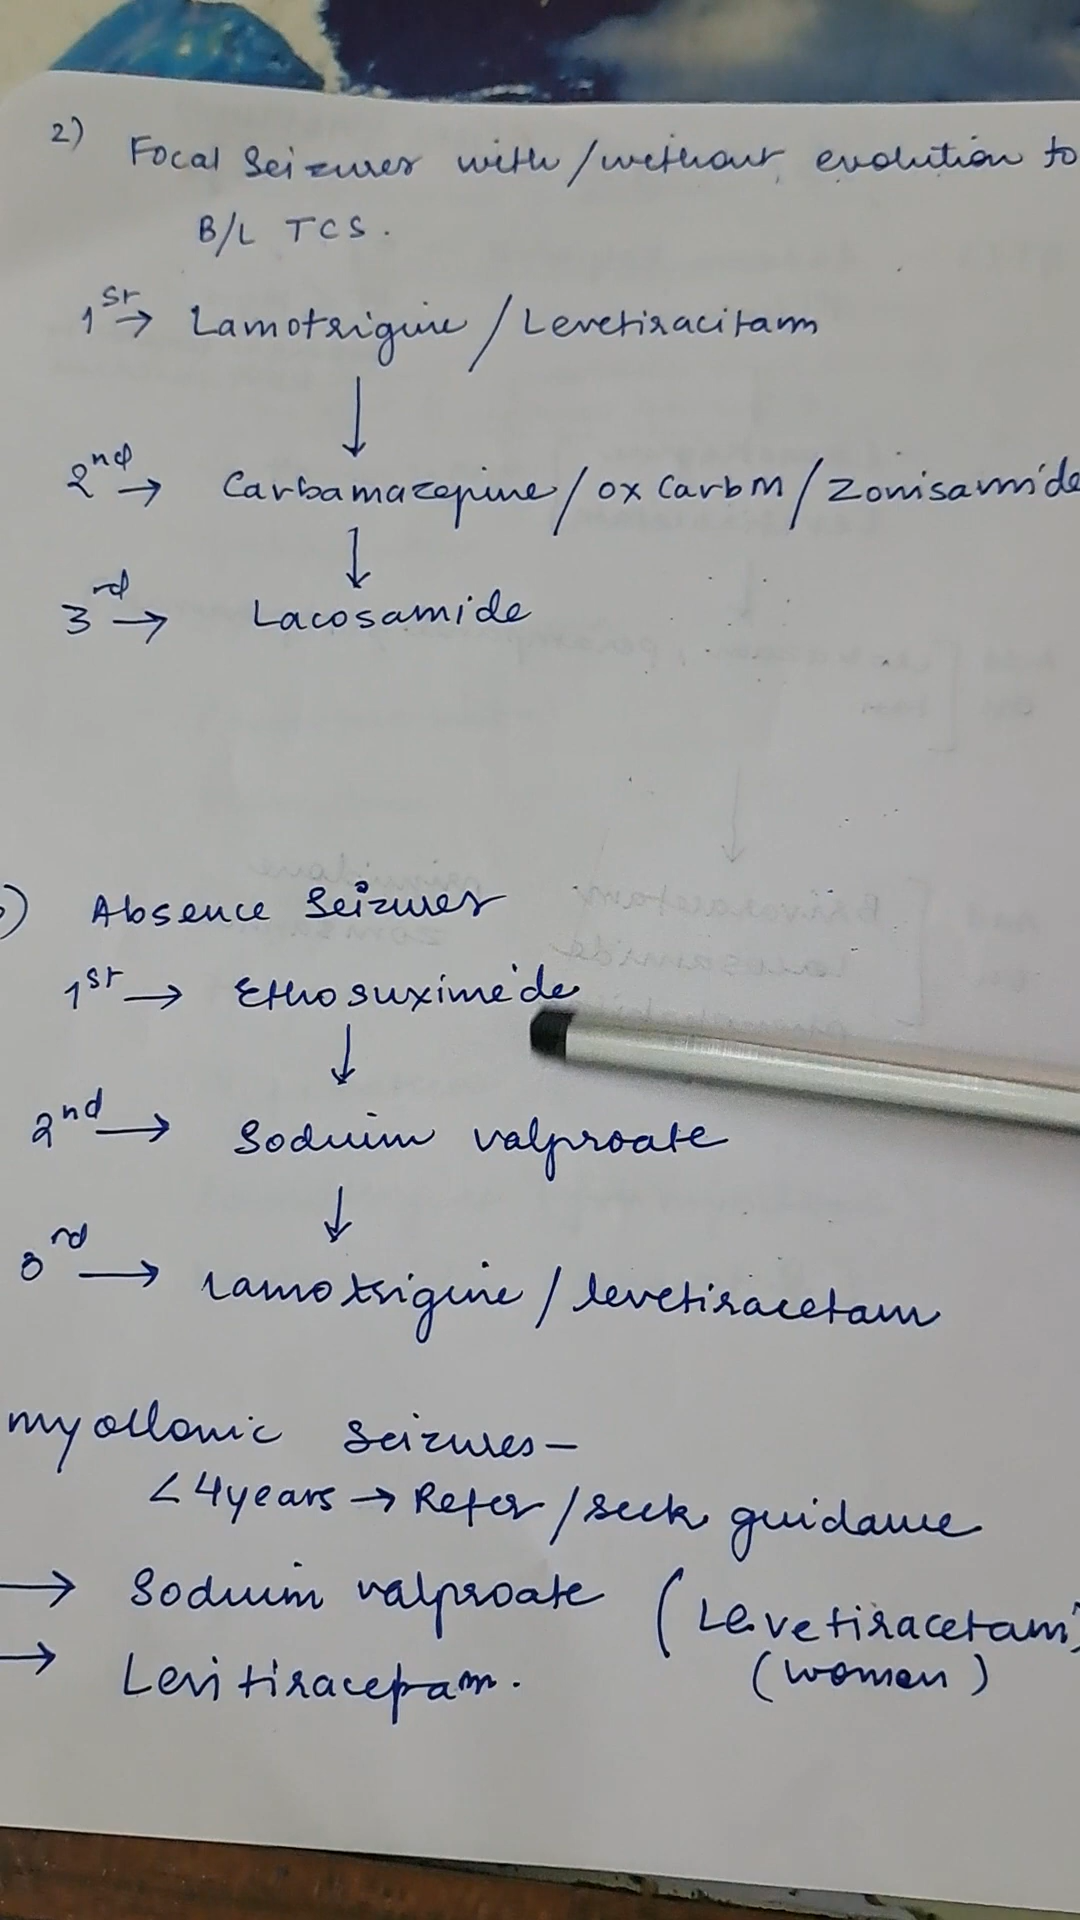 2)
Focal Seizures with/without evolution to
B/L TCS.
1st → Lamotrigine / Levetiracitam
↓
2nd → Carbamazepine / ox Carbm / Zonisamide
↓
3rd → Lacosamide
) Absence Seizures
1st → Ethosuximide
↓
2nd → Sodium valproate
↓
3rd → Lamotrigine / levetiracetam
myoclonic Seizures –
< 4 years → Refer / seek guidance
→ Sodium valproate (Levetiracetam)
(women)
→ Levitiracetam.